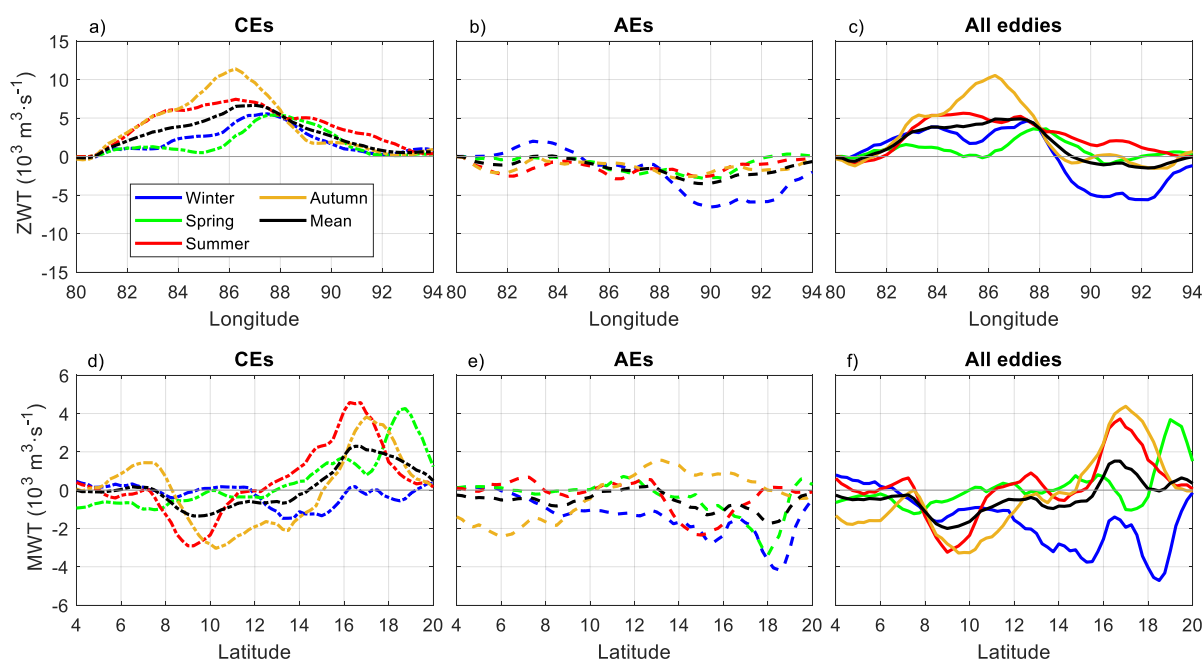 a) CEs
b) AEs
c) All eddies
ZWT (10³ m³·s⁻¹)
15
10
5
0
-5
-10
-15
Winter
Spring
Summer
Autumn
Mean
80 82 84 86 88 90 92 94
80 82 84 86 88 90 92 94
80 82 84 86 88 90 92 94
Longitude
Longitude
Longitude
d) CEs
e) AEs
f) All eddies
MWT (10³ m³·s⁻¹)
6
4
2
0
-2
-4
-6
4 6 8 10 12 14 16 18 20
4 6 8 10 12 14 16 18 20
4 6 8 10 12 14 16 18 20
Latitude
Latitude
Latitude